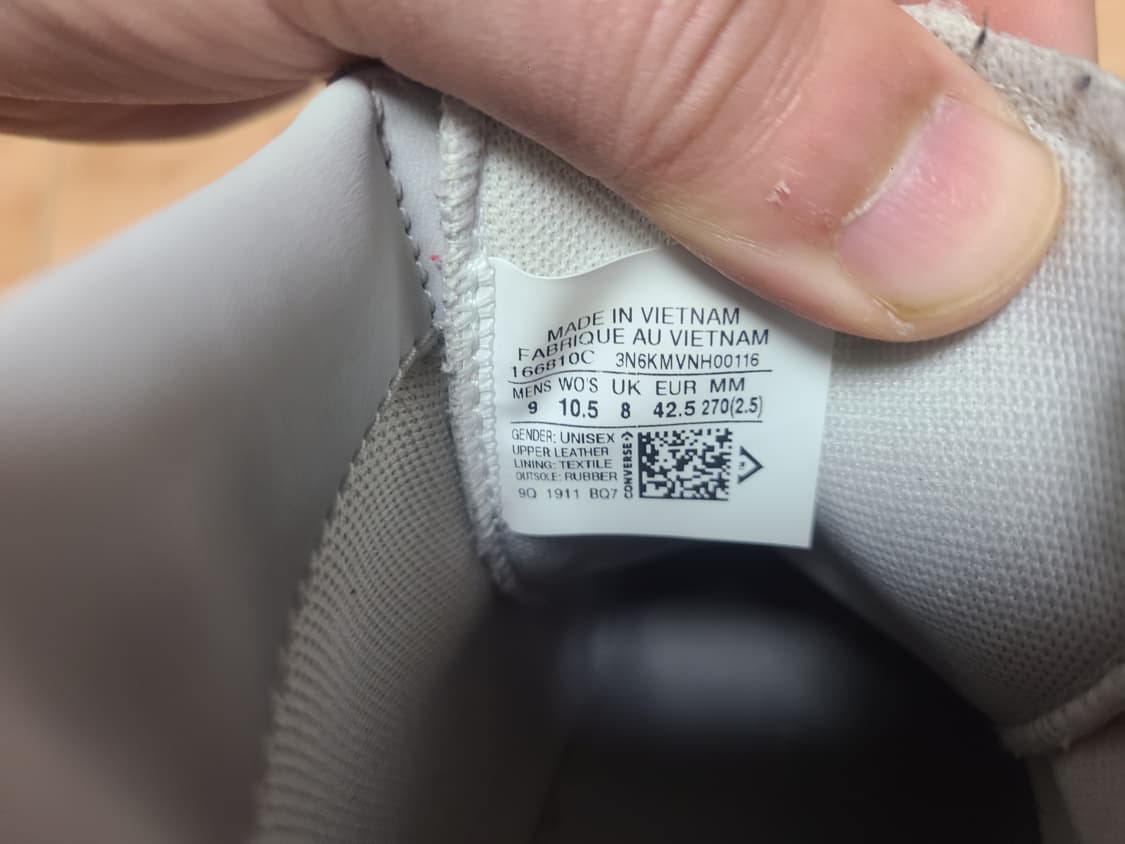 MADE IN VIETNAM
FABRIQUE AU VIETNAM
166810C 3N6KMVNH00116
MENS WO'S UK EUR MM
9 10.5 8 42.5 270(2.5)
GENDER: UNISEX
UPPER LEATHER
LINING: TEXTILE
OUTSOLE: RUBBER
9Q 1911 BQ7
CONVERSE